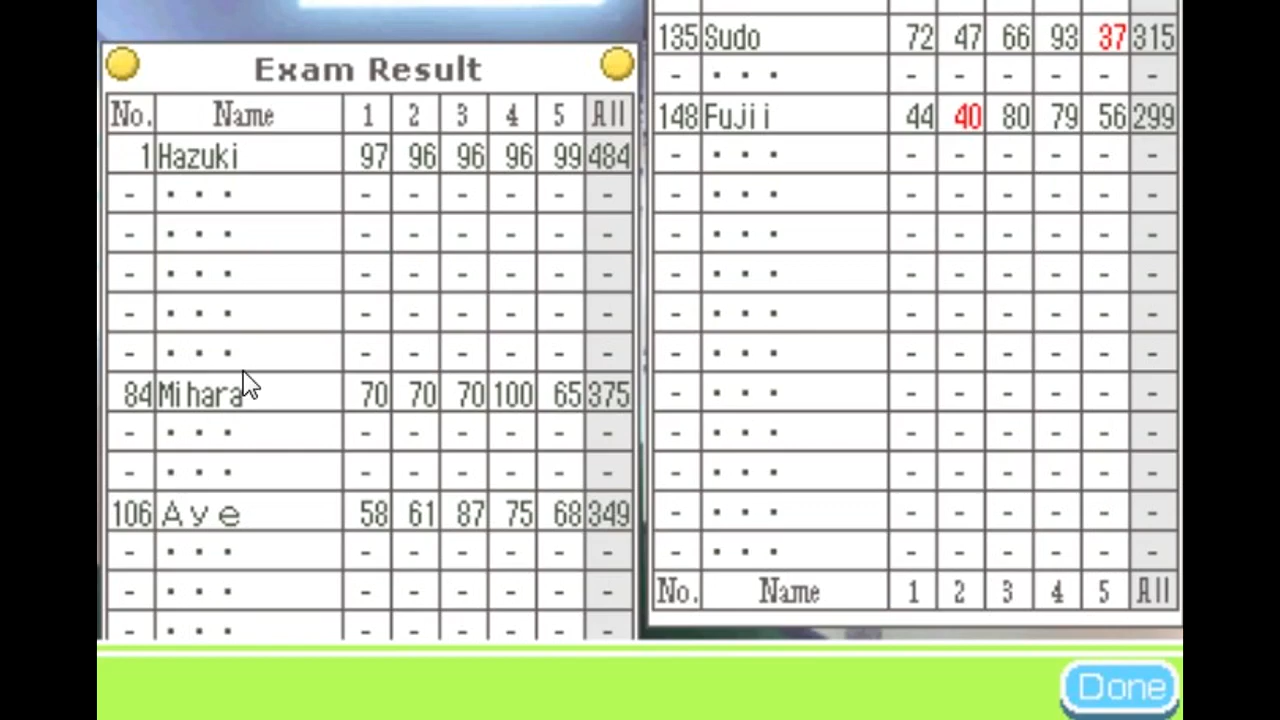 Exam Result
No. Name 1 2 3 4 5 All
1 Hazuki 97 96 96 96 99 484
- ... - - - - - -
- ... - - - - - -
- ... - - - - - -
- ... - - - - - -
- ... - - - - - -
84 Mihara 70 70 70 100 65 375
- ... - - - - - -
- ... - - - - - -
106 Aye 58 61 87 75 68 349
- ... - - - - - -
- ... - - - - - -
- ... - - - - - -
135 Sudo 72 47 66 93 37 315
- ... - - - - - -
148 Fujii 44 40 80 79 56 299
- ... - - - - - -
- ... - - - - - -
- ... - - - - - -
- ... - - - - - -
- ... - - - - - -
- ... - - - - - -
- ... - - - - - -
- ... - - - - - -
- ... - - - - - -
- ... - - - - - -
- ... - - - - - -
No. Name 1 2 3 4 5 All
Done